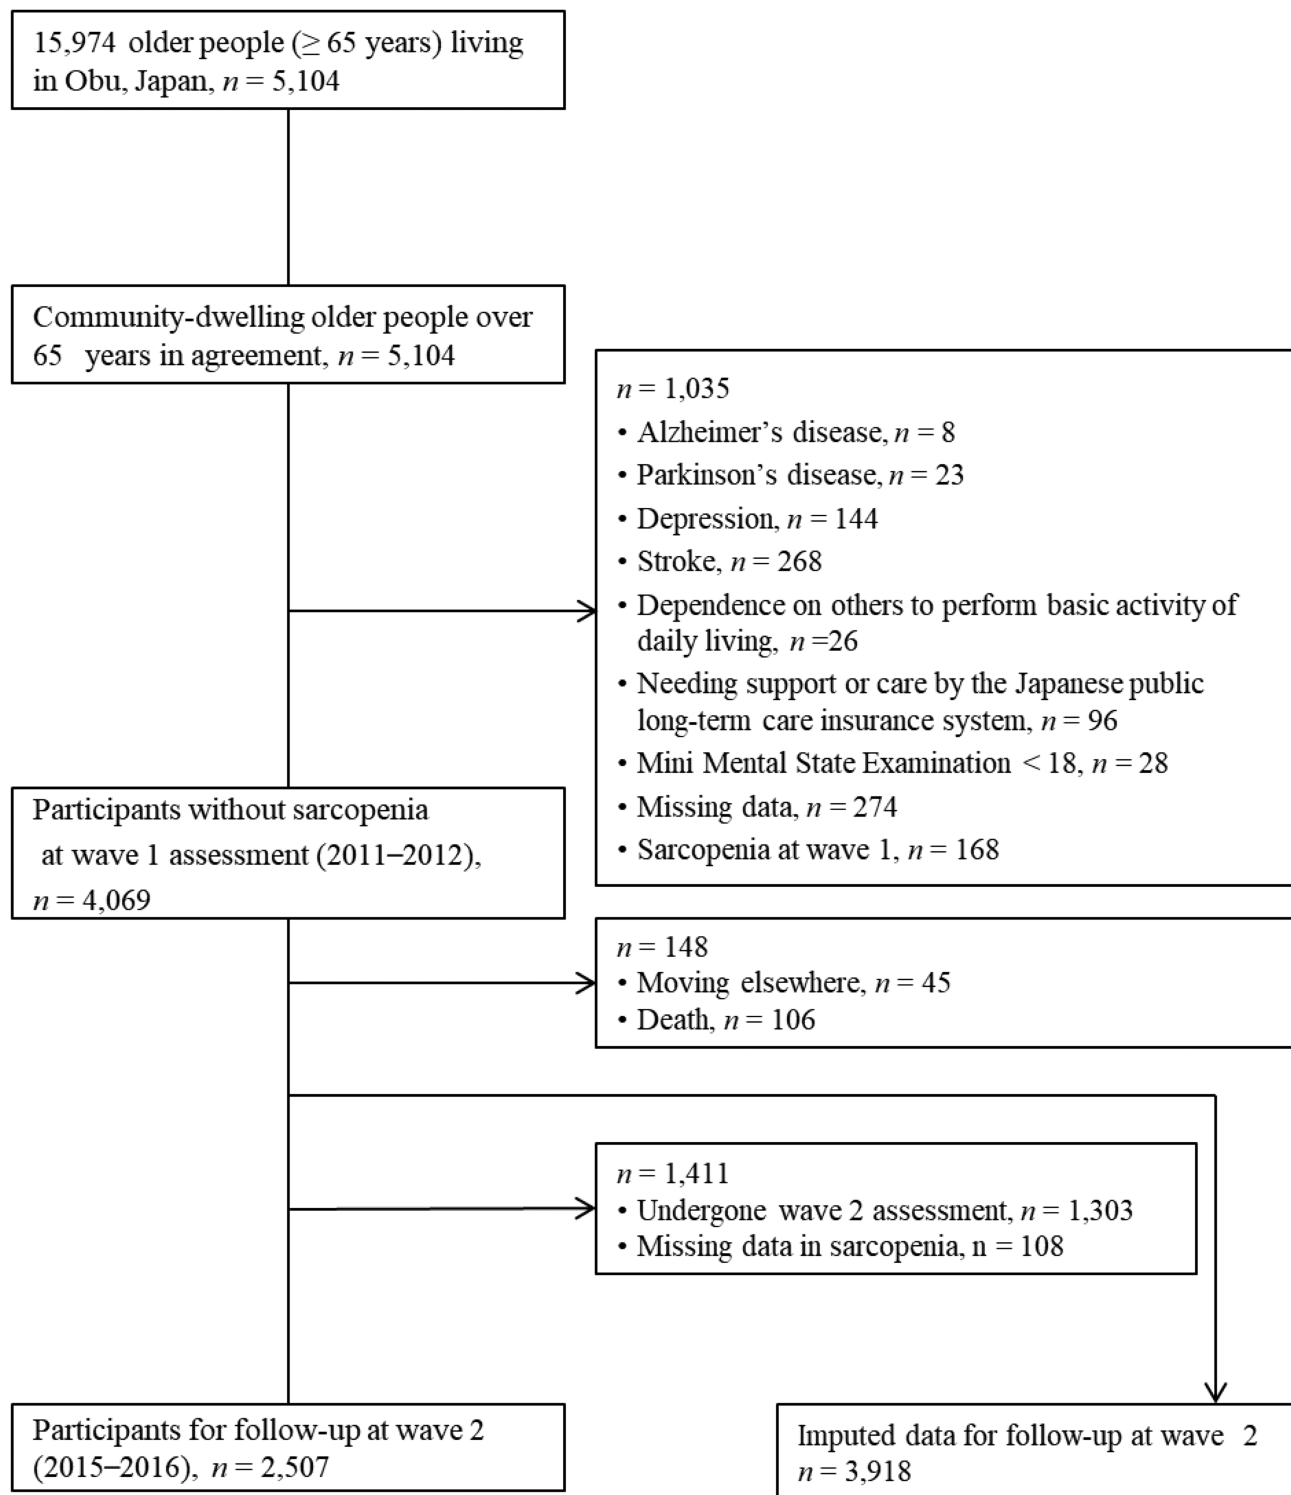 15,974 older people (≥ 65 years) living
in Obu, Japan, n = 5,104
Community-dwelling older people over
65 years in agreement, n = 5,104
n = 1,035
• Alzheimer’s disease, n = 8
• Parkinson’s disease, n = 23
• Depression, n = 144
• Stroke, n = 268
• Dependence on others to perform basic activity of
daily living, n =26
• Needing support or care by the Japanese public
long-term care insurance system, n = 96
• Mini Mental State Examination < 18, n = 28
• Missing data, n = 274
• Sarcopenia at wave 1, n = 168
Participants without sarcopenia
at wave 1 assessment (2011–2012),
n = 4,069
n = 148
• Moving elsewhere, n = 45
• Death, n = 106
n = 1,411
• Undergone wave 2 assessment, n = 1,303
• Missing data in sarcopenia, n = 108
Participants for follow-up at wave 2
(2015–2016), n = 2,507
Imputed data for follow-up at wave 2
n = 3,918